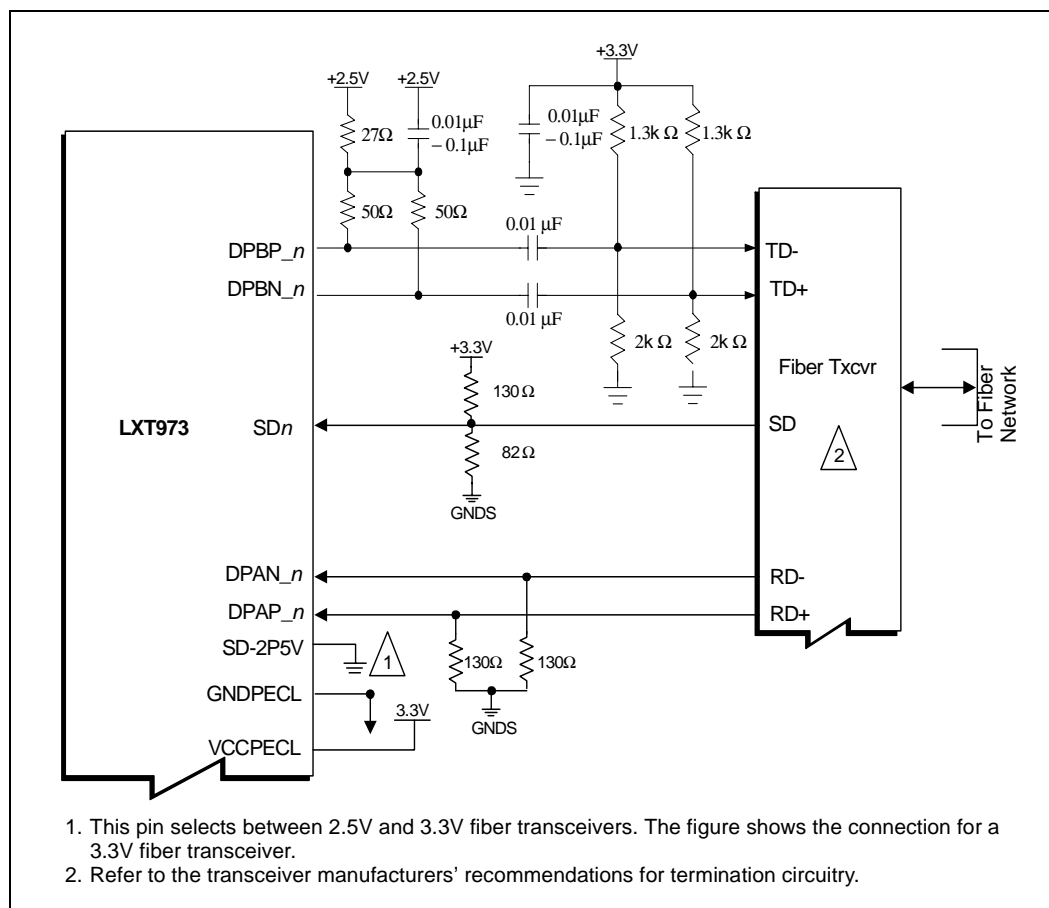 +3.3V
+2.5V +2.5V
0.01µF
– 0.1µF
27Ω
0.01µF
– 0.1µF
1.3k Ω 1.3k Ω
50Ω 50Ω
0.01 µF
DPBP_n
TD-
DPBN_n
TD+
0.01 µF
2k Ω 2k Ω
+3.3V
130Ω
Fiber Txcvr
LXT973
SDn
SD
To Fiber
Network
82Ω
2
GNDS
DPAN_n
RD-
DPAP_n
RD+
SD-2P5V
1
130Ω 130Ω
GNDPECL
3.3V
GNDS
VCCPECL
1. This pin selects between 2.5V and 3.3V fiber transceivers. The figure shows the connection for a
3.3V fiber transceiver.
2. Refer to the transceiver manufacturers’ recommendations for termination circuitry.